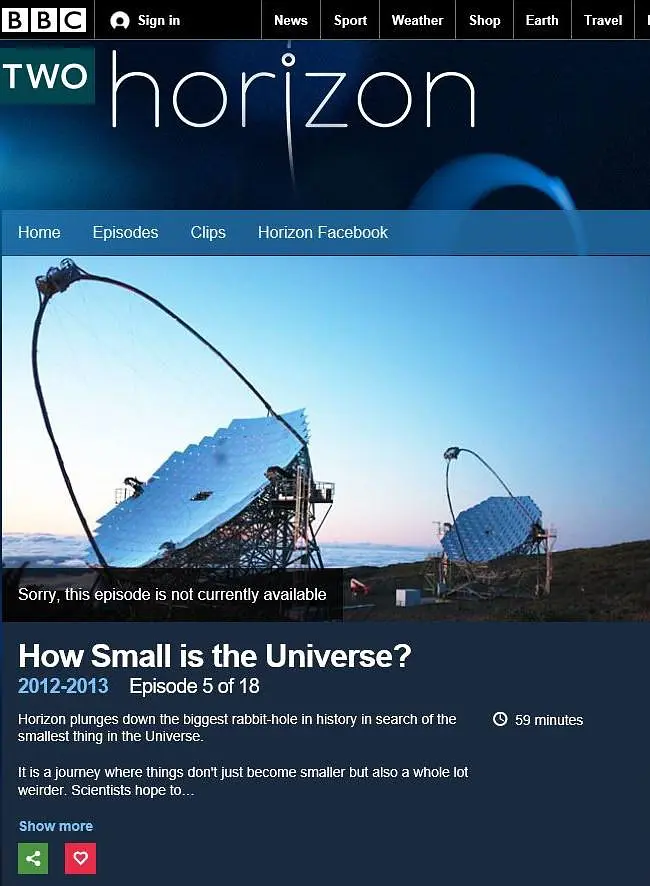 BBC Sign in News Sport Weather Shop Earth Travel
TWO horizon
Home Episodes Clips Horizon Facebook
Sorry, this episode is not currently available
How Small is the Universe?
2012-2013 Episode 5 of 18
Horizon plunges down the biggest rabbit-hole in history in search of the
smallest thing in the Universe.
59 minutes
It is a journey where things don't just become smaller but also a whole lot
weirder. Scientists hope to...
Show more